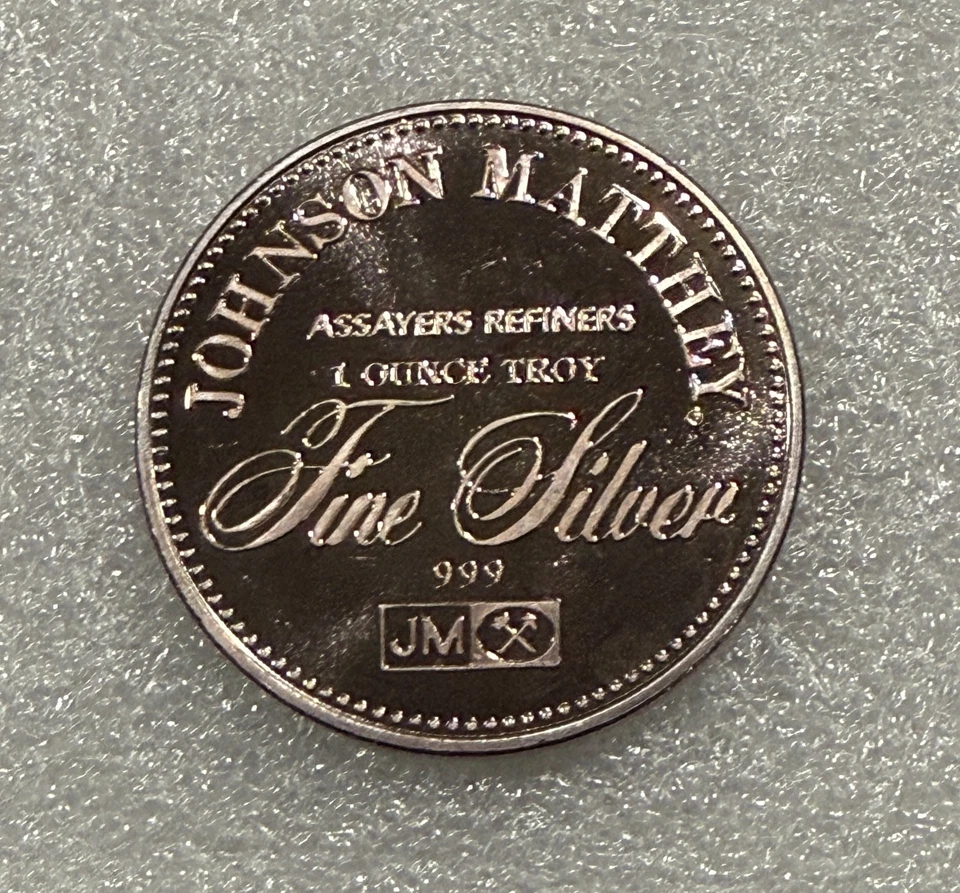 JOHNSON MATTHEY
ASSAYERS REFINERS
1 OUNCE TROY
Fine Silver
999
JM